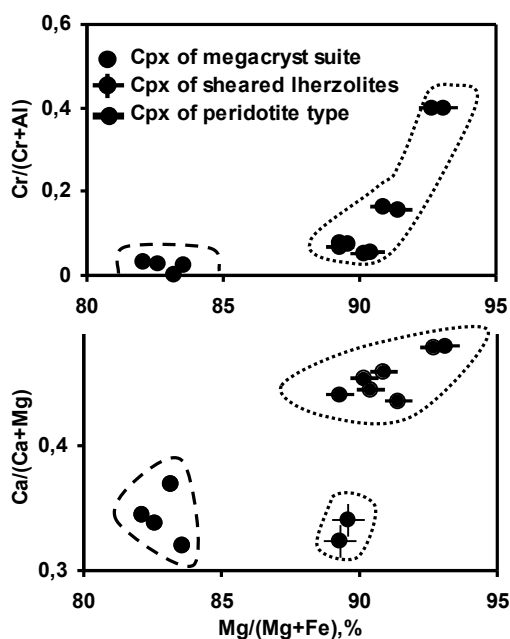 0,6
Cpx of megacryst suite
Cpx of sheared lherzolites
Cpx of peridotite type
0,4
Cr/(Cr+Al)
0,2
0
80 85 90 95
Ca/(Ca+Mg)
0,4
0,3
80 85 90 95
Mg/(Mg+Fe),%